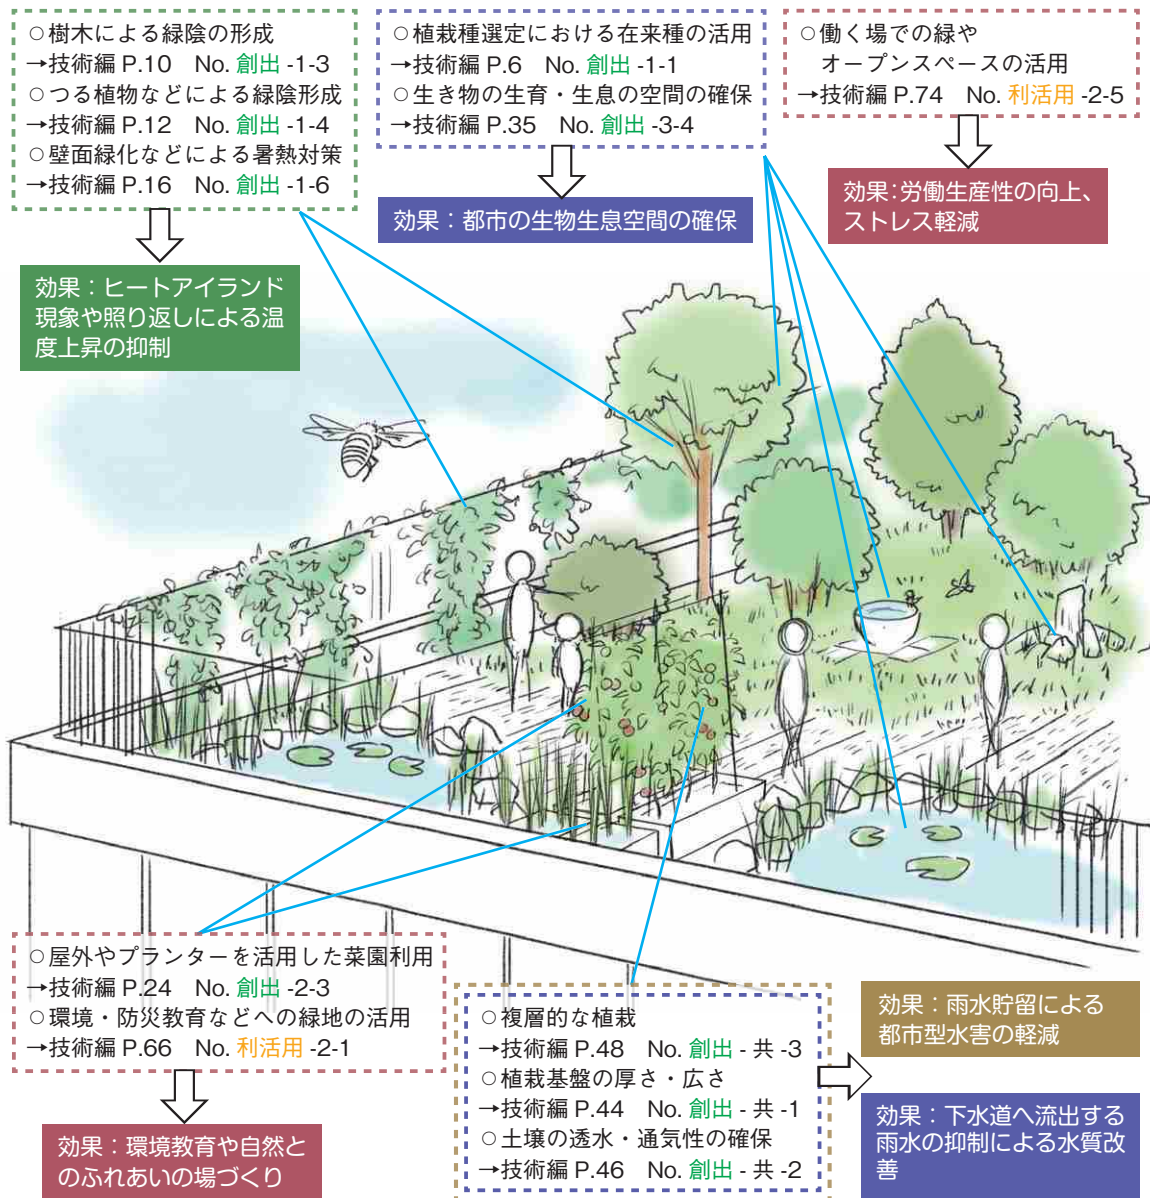 ○樹木による緑陰の形成
→技術編 P.10　No. 創出 -1-3
○つる植物などによる緑陰形成
→技術編 P.12　No. 創出 -1-4
○壁面緑化などによる暑熱対策
→技術編 P.16　No. 創出 -1-6
効果：ヒートアイランド
現象や照り返しによる温
度上昇の抑制
○植栽種選定における在来種の活用
→技術編 P.6　No. 創出 -1-1
○生き物の生育・生息の空間の確保
→技術編 P.35　No. 創出 -3-4
効果：都市の生物生息空間の確保
○働く場での緑や
オープンスペースの活用
→技術編 P.74　No. 利活用 -2-5
効果:労働生産性の向上、
ストレス軽減
○屋外やプランターを活用した菜園利用
→技術編 P.24　No. 創出 -2-3
○環境・防災教育などへの緑地の活用
→技術編 P.66　No. 利活用 -2-1
効果：環境教育や自然と
のふれあいの場づくり
○複層的な植栽
→技術編 P.48　No. 創出 - 共 -3
○植栽基盤の厚さ・広さ
→技術編 P.44　No. 創出 - 共 -1
○土壌の透水・通気性の確保
→技術編 P.46　No. 創出 - 共 -2
効果：雨水貯留による
都市型水害の軽減
効果：下水道へ流出する
雨水の抑制による水質改
善